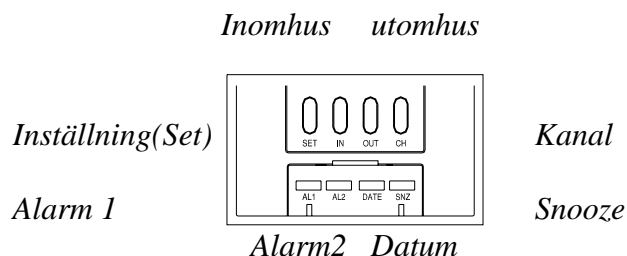 Inomhus utomhus
Inställning(Set) SET IN OUT CH Kanal
Alarm 1 AL1 AL2 DATE SNZ Snooze
Alarm2 Datum